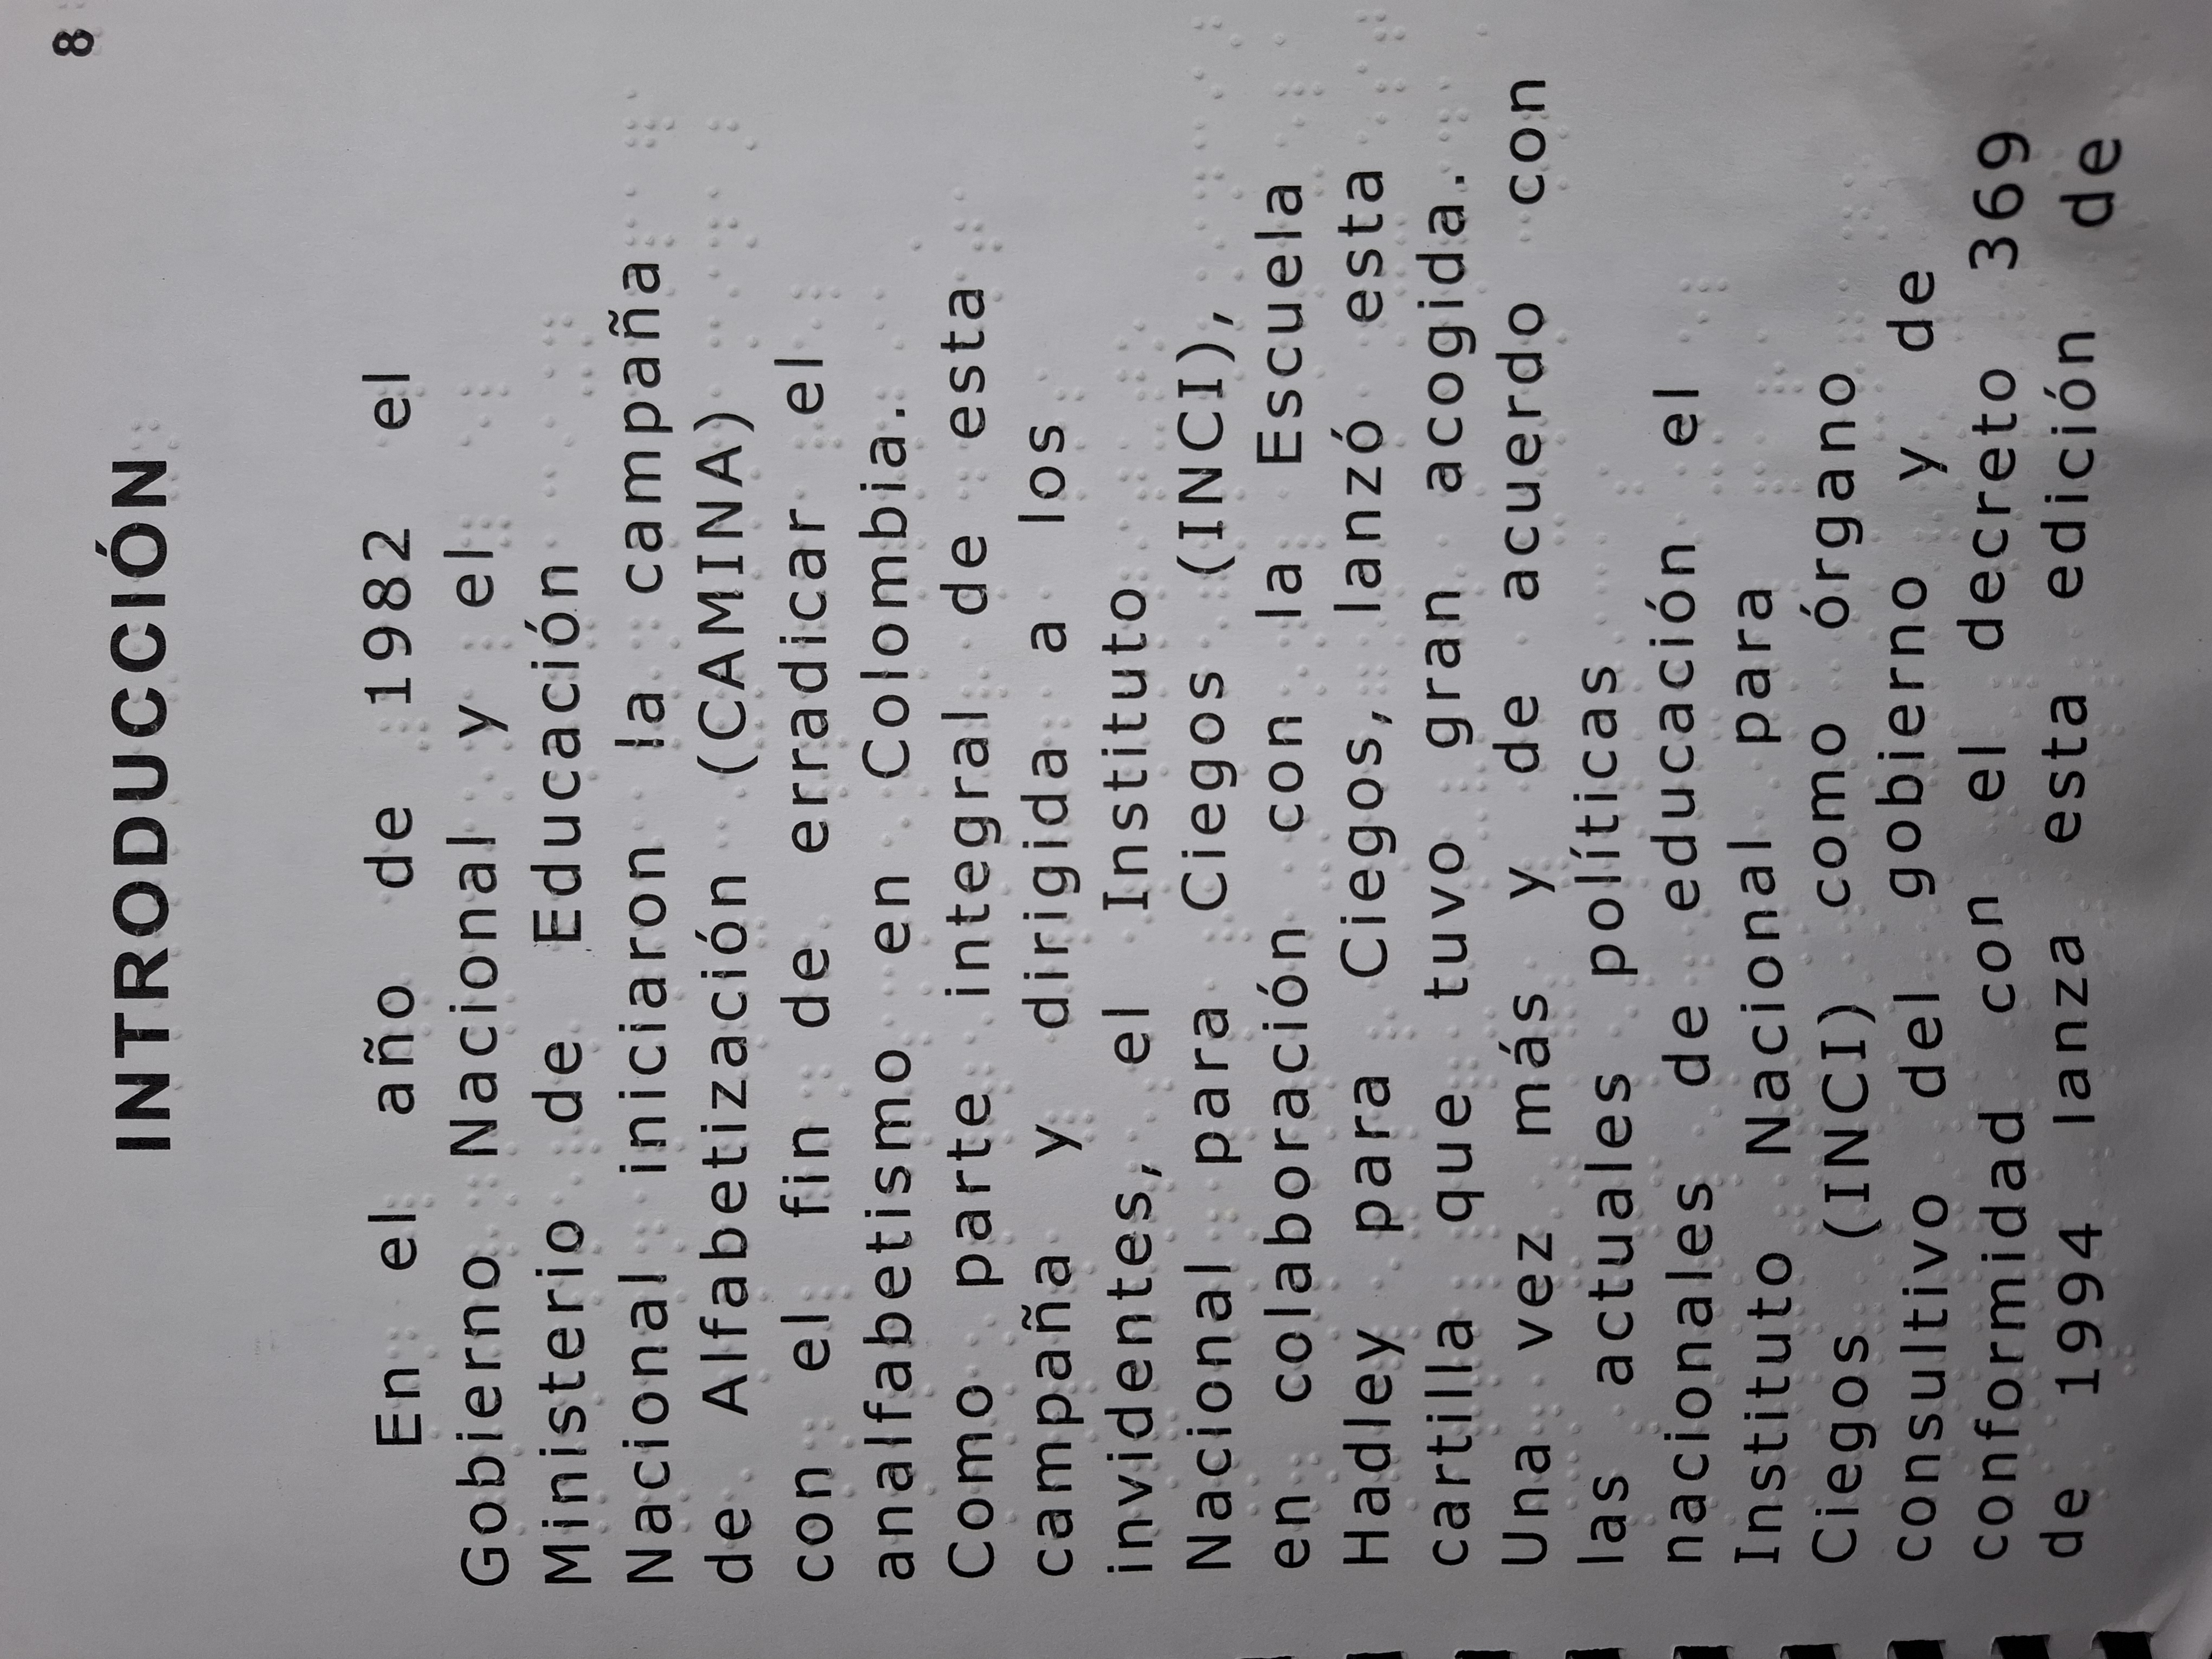 8
INTRODUCCIÓN
En el año de 1982 el
Gobierno Nacional y el
Ministerio de Educación
Nacional iniciaron la campaña
de Alfabetización (CAMINA)
con el fin de erradicar el
analfabetismo en Colombia.
Como parte integral de esta
campaña y dirigida a los
invidentes, el Instituto
Nacional para Ciegos (INCI),
en colaboración con la Escuela
Hadley para Ciegos, lanzó esta
cartilla que tuvo gran acogida.
Una vez más y de acuerdo con
las actuales políticas
nacionales de educación el
Instituto Nacional para
Ciegos (INCI) como órgano
consultivo del gobierno y de
conformidad con el decreto 369
de 1994 lanza esta edición de